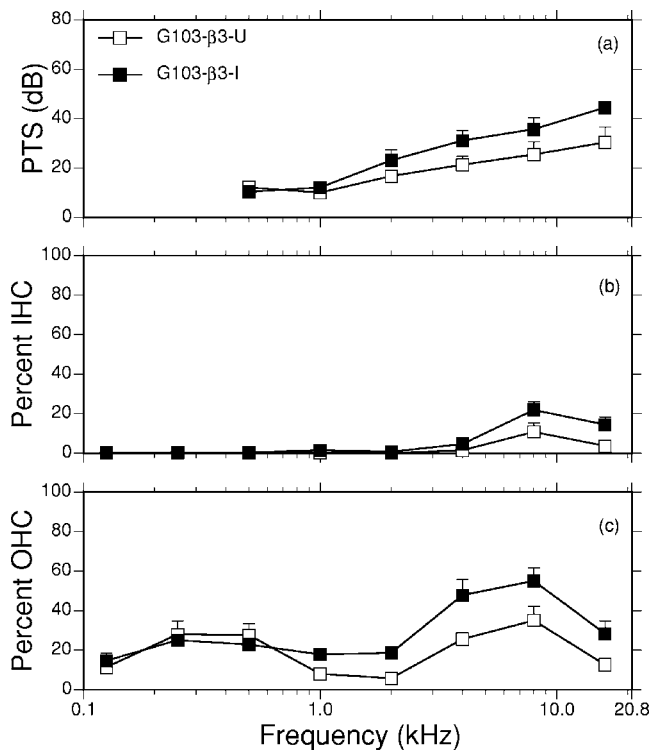 80
60
40
20
0
PTS (dB)
G103-β3-U
G103-β3-I
(a)
100
80
60
40
20
0
Percent IHC
(b)
100
80
60
40
20
0
Percent OHC
(c)
0.1 1.0 10.0 20.8
Frequency (kHz)